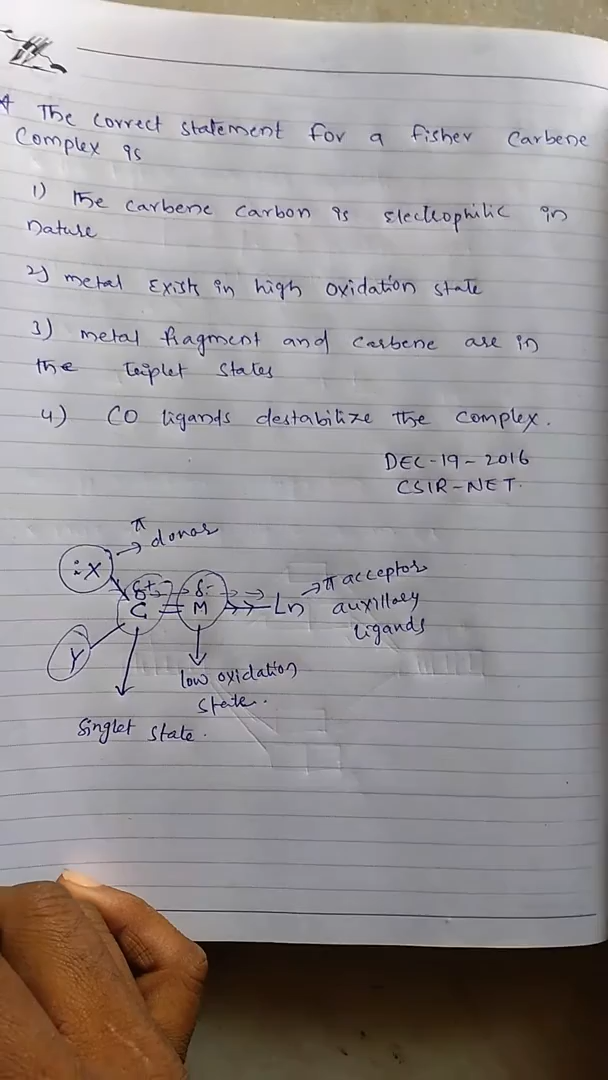 The correct statement for a fisher carbene
Complex is
1) The carbene carbon is electrophilic in
nature
2) metal exists in high oxidation state
3) metal fragment and carbene are in
the triplet states
4) CO ligands destabilize the complex.
DEC-19-2016
CSIR-NET.
π
donor
:X
δ+ δ-
C = M Ln π acceptor
auxillary
ligands
Y
low oxidation
state.
Singlet state.